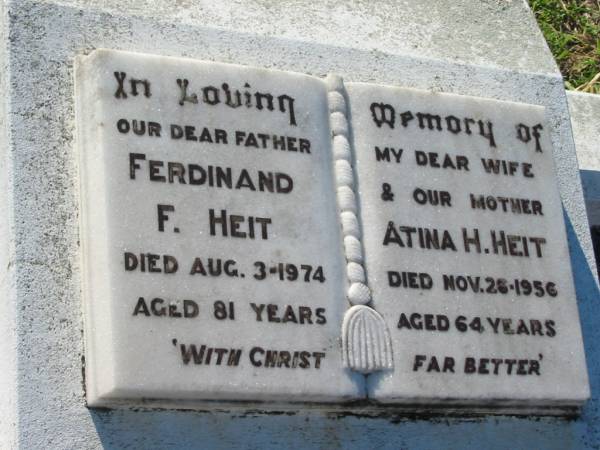 In Loving
OUR DEAR FATHER
FERDINAND
F. HEIT
DIED AUG. 3-1974
AGED 81 YEARS
'WITH CHRIST
Memory of
MY DEAR WIFE
& OUR MOTHER
ATINA H. HEIT
DIED NOV. 26-1956
AGED 64 YEARS
FAR BETTER'